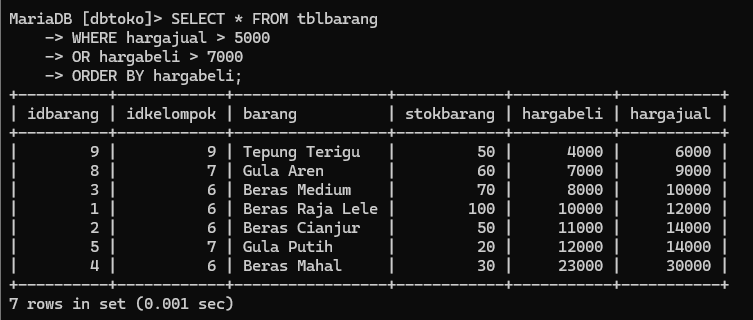 MariaDB [dbtoko]> SELECT * FROM tblbarang
    -> WHERE hargajual > 5000
    -> OR hargabeli > 7000
    -> ORDER BY hargabeli;
+----------+------------+-----------------+------------+-----------+-----------+
| idbarang | idkelompok | barang          | stokbarang | hargabeli | hargajual |
+----------+------------+-----------------+------------+-----------+-----------+
|        9 |          9 | Tepung Terigu   |         50 |      4000 |      6000 |
|        8 |          7 | Gula Aren       |         60 |      7000 |      9000 |
|        3 |          6 | Beras Medium    |         70 |      8000 |     10000 |
|        1 |          6 | Beras Raja Lele |        100 |     10000 |     12000 |
|        2 |          6 | Beras Cianjur   |         50 |     11000 |     14000 |
|        5 |          7 | Gula Putih      |         20 |     12000 |     14000 |
|        4 |          6 | Beras Mahal     |         30 |     23000 |     30000 |
+----------+------------+-----------------+------------+-----------+-----------+
7 rows in set (0.001 sec)